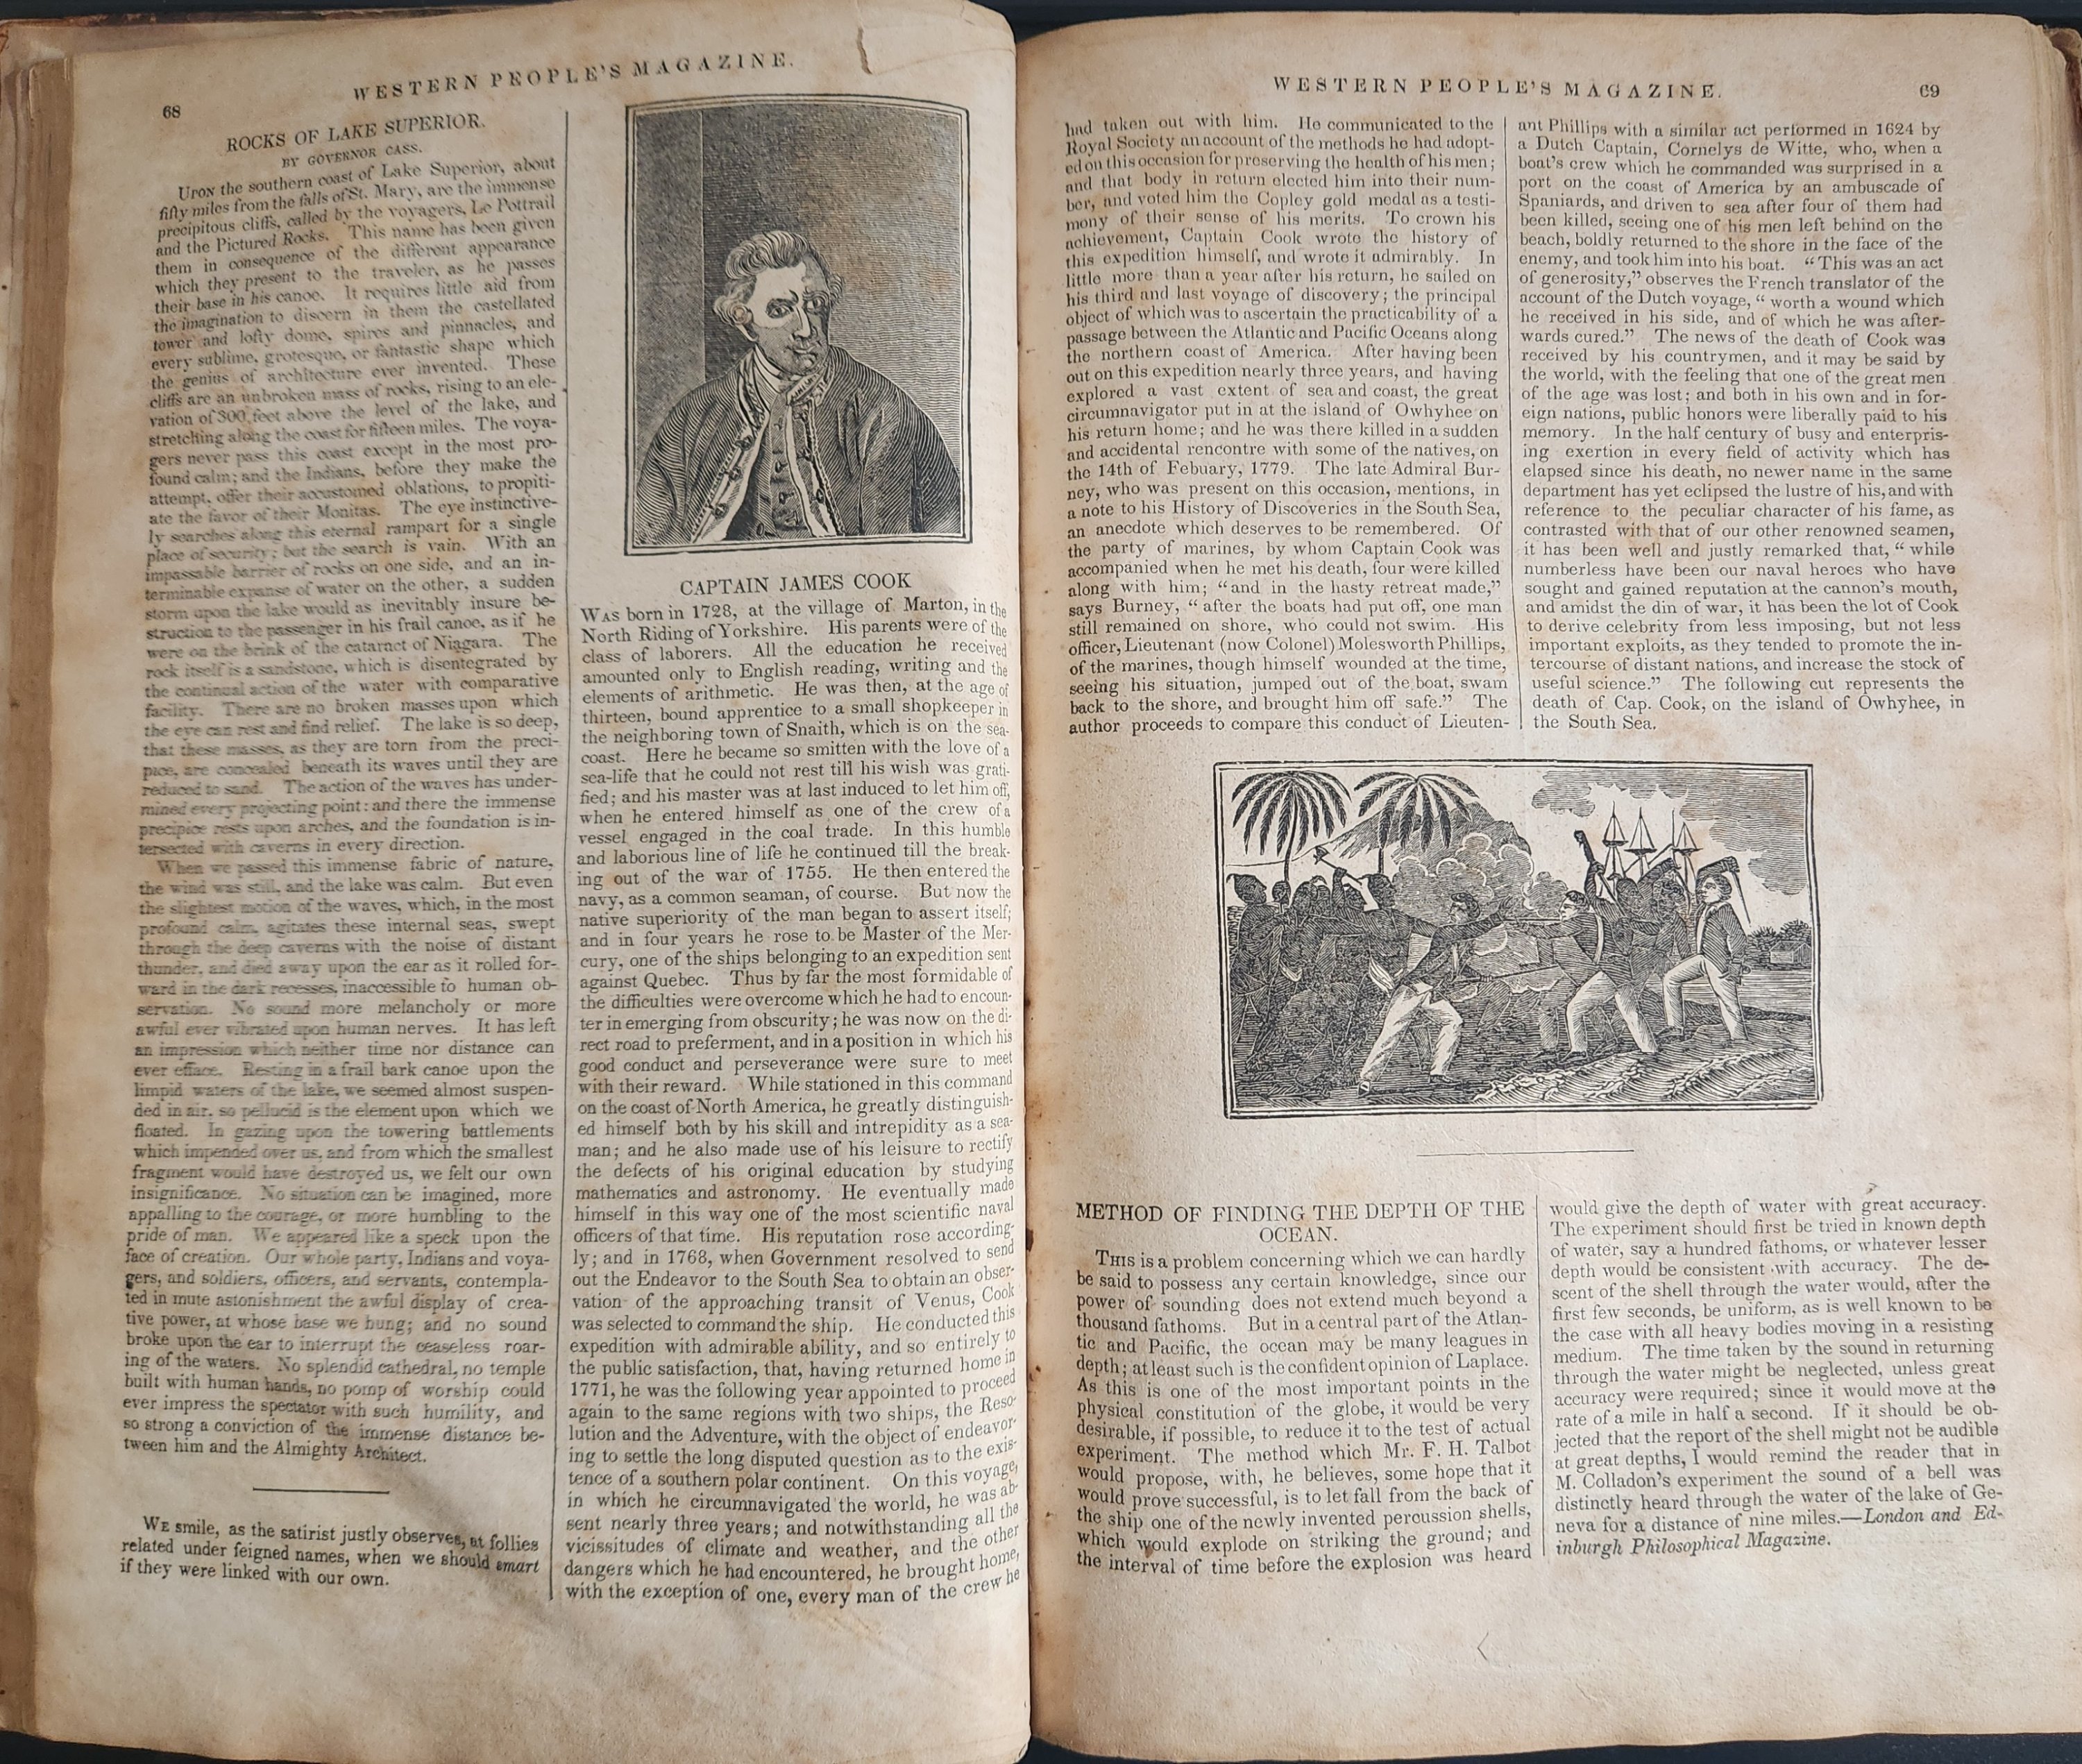 68
WESTERN PEOPLE'S MAGAZINE.
ROCKS OF LAKE SUPERIOR.
BY GOVERNOR CASS.
UPON the southern coast of Lake Superior, about
fifty miles from the falls of St. Mary, are the immense
precipitous cliffs, called by the voyagers, Le Pottrail
and the Pictured Rocks. This name has been given
them in consequence of the different appearance
which they present to the traveler, as he passes
their base in his canoe. It requires little aid from
the imagination to discern in them the castellated
tower and lofty dome, spires and pinnacles, and
every sublime, grotesque, or fantastic shape which
the genius of architecture ever invented. These
cliffs are an unbroken mass of rocks, rising to an ele-
vation of 300 feet above the level of the lake, and
stretching along the coast for fifteen miles. The voya-
gers never pass this coast except in the most pro-
found calm; and the Indians, before they make the
attempt, offer their accustomed oblations, to propiti-
ate the favor of their Monitas. The eye instinctive-
ly searches along this eternal rampart for a single
place of security; but the search is vain. With an
impassable barrier of rocks on one side, and an in-
terminable expanse of water on the other, a sudden
storm upon the lake would as inevitably insure be-
struction to the passenger in his frail canoe, as if he
were on the brink of the cataract of Niagara. The
rock itself is a sandstone, which is disentegrated by
the continual action of the water with comparative
facility. There are no broken masses upon which
the eye can rest and find relief. The lake is so deep,
that these masses, as they are torn from the preci-
pice, are concealed beneath its waves until they are
reduced to sand. The action of the waves has under-
mined every projecting point: and there the immense
precipice rests upon arches, and the foundation is in-
tersected with caverns in every direction.
When we passed this immense fabric of nature,
the wind was still, and the lake was calm. But even
the slightest motion of the waves, which, in the most
profound calm, agitates these internal seas, swept
through the deep caverns with the noise of distant
thunder, and died away upon the ear as it rolled for-
ward in the dark recesses, inaccessible to human ob-
servation. No sound more melancholy or more
awful ever vibrated upon human nerves. It has left
an impression which neither time nor distance can
ever efface. Resting in a frail bark canoe upon the
limpid waters of the lake, we seemed almost suspen-
ded in air, so pellucid is the element upon which we
floated. In gazing upon the towering battlements
which impended over us, and from which the smallest
fragment would have destroyed us, we felt our own
insignificance. No situation can be imagined, more
appalling to the courage, or more humbling to the
pride of man. We appeared like a speck upon the
face of creation. Our whole party, Indians and voya-
gers, and soldiers, officers, and servants, contempla-
ted in mute astonishment the awful display of crea-
tive power, at whose base we hung; and no sound
broke upon the ear to interrupt the ceaseless roar-
ing of the waters. No splendid cathedral, no temple
built with human hands, no pomp of worship could
ever impress the spectator with such humility, and
so strong a conviction of the immense distance be-
tween him and the Almighty Architect.
WE smile, as the satirist justly observes, at follies
related under feigned names, when we should smart
if they were linked with our own.
CAPTAIN JAMES COOK
WAS born in 1728, at the village of Marton, in the
North Riding of Yorkshire. His parents were of the
class of laborers. All the education he received
amounted only to English reading, writing and the
elements of arithmetic. He was then, at the age of
thirteen, bound apprentice to a small shopkeeper in
the neighboring town of Snaith, which is on the sea-
coast. Here he became so smitten with the love of a
sea-life that he could not rest till his wish was grati-
fied; and his master was at last induced to let him off,
when he entered himself as one of the crew of a
vessel engaged in the coal trade. In this humble
and laborious line of life he continued till the break-
ing out of the war of 1755. He then entered the
navy, as a common seaman, of course. But now the
native superiority of the man began to assert itself;
and in four years he rose to be Master of the Mer-
cury, one of the ships belonging to an expedition sent
against Quebec. Thus by far the most formidable of
the difficulties were overcome which he had to encoun-
ter in emerging from obscurity; he was now on the di-
rect road to preferment, and in a position in which his
good conduct and perseverance were sure to meet
with their reward. While stationed in this command
on the coast of North America, he greatly distinguish-
ed himself both by his skill and intrepidity as a sea-
man; and he also made use of his leisure to rectify
the defects of his original education by studying
mathematics and astronomy. He eventually made
himself in this way one of the most scientific naval
officers of that time. His reputation rose according-
ly; and in 1768, when Government resolved to send
out the Endeavor to the South Sea to obtain an obser-
vation of the approaching transit of Venus, Cook
was selected to command the ship. He conducted this
expedition with admirable ability, and so entirely to
the public satisfaction, that, having returned home in
1771, he was the following year appointed to proceed
again to the same regions with two ships, the Reso-
lution and the Adventure, with the object of endeavor-
ing to settle the long disputed question as to the exis-
tence of a southern polar continent. On this voyage,
in which he circumnavigated the world, he was ab-
sent nearly three years; and notwithstanding all the
vicissitudes of climate and weather, and the other
dangers which he had encountered, he brought home,
with the exception of one, every man of the crew he
WESTERN PEOPLE'S MAGAZINE.
69
had taken out with him. He communicated to the
Royal Society an account of the methods he had adopt-
ed on this occasion for preserving the health of his men;
and that body in return elected him into their num-
ber, and voted him the Copley gold medal as a testi-
mony of their sense of his merits. To crown his
achievement, Captain Cook wrote the history of
this expedition himself, and wrote it admirably. In
little more than a year after his return, he sailed on
his third and last voyage of discovery; the principal
object of which was to ascertain the practicability of a
passage between the Atlantic and Pacific Oceans along
the northern coast of America. After having been
out on this expedition nearly three years, and having
explored a vast extent of sea and coast, the great
circumnavigator put in at the island of Owhyhee on
his return home; and he was there killed in a sudden
and accidental rencontre with some of the natives, on
the 14th of Febuary, 1779. The late Admiral Bur-
ney, who was present on this occasion, mentions, in
a note to his History of Discoveries in the South Sea,
an anecdote which deserves to be remembered. Of
the party of marines, by whom Captain Cook was
accompanied when he met his death, four were killed
along with him; "and in the hasty retreat made,"
says Burney, "after the boats had put off, one man
still remained on shore, who could not swim. His
officer, Lieutenant (now Colonel) Molesworth Phillips,
of the marines, though himself wounded at the time,
seeing his situation, jumped out of the boat, swam
back to the shore, and brought him off safe." The
author proceeds to compare this conduct of Lieuten-
ant Phillips with a similar act performed in 1624 by
a Dutch Captain, Cornelys de Witte, who, when a
boat's crew which he commanded was surprised in a
port on the coast of America by an ambuscade of
Spaniards, and driven to sea after four of them had
been killed, seeing one of his men left behind on the
beach, boldly returned to the shore in the face of the
enemy, and took him into his boat. "This was an act
of generosity," observes the French translator of the
account of the Dutch voyage, "worth a wound which
he received in his side, and of which he was after-
wards cured." The news of the death of Cook was
received by his countrymen, and it may be said by
the world, with the feeling that one of the great men
of the age was lost; and both in his own and in for-
eign nations, public honors were liberally paid to his
memory. In the half century of busy and enterpris-
ing exertion in every field of activity which has
elapsed since his death, no newer name in the same
department has yet eclipsed the lustre of his, and with
reference to the peculiar character of his fame, as
contrasted with that of our other renowned seamen,
it has been well and justly remarked that, "while
numberless have been our naval heroes who have
sought and gained reputation at the cannon's mouth,
and amidst the din of war, it has been the lot of Cook
to derive celebrity from less imposing, but not less
important exploits, as they tended to promote the in-
tercourse of distant nations, and increase the stock of
useful science." The following cut represents the
death of Cap. Cook, on the island of Owhyhee, in
the South Sea.
METHOD OF FINDING THE DEPTH OF THE
OCEAN.
THIS is a problem concerning which we can hardly
be said to possess any certain knowledge, since our
power of sounding does not extend much beyond a
thousand fathoms. But in a central part of the Atlan-
tic and Pacific, the ocean may be many leagues in
depth; at least such is the confident opinion of Laplace.
As this is one of the most important points in the
physical constitution of the globe, it would be very
desirable, if possible, to reduce it to the test of actual
experiment. The method which Mr. F. H. Talbot
would propose, with, he believes, some hope that it
would prove successful, is to let fall from the back of
the ship one of the newly invented percussion shells,
which would explode on striking the ground; and
the interval of time before the explosion was heard
would give the depth of water with great accuracy.
The experiment should first be tried in known depth
of water, say a hundred fathoms, or whatever lesser
depth would be consistent with accuracy. The de-
scent of the shell through the water would, after the
first few seconds, be uniform, as is well known to be
the case with all heavy bodies moving in a resisting
medium. The time taken by the sound in returning
through the water might be neglected, unless great
accuracy were required; since it would move at the
rate of a mile in half a second. If it should be ob-
jected that the report of the shell might not be audible
at great depths, I would remind the reader that in
M. Colladon's experiment the sound of a bell was
distinctly heard through the water of the lake of Ge-
neva for a distance of nine miles.—London and Ed-
inburgh Philosophical Magazine.